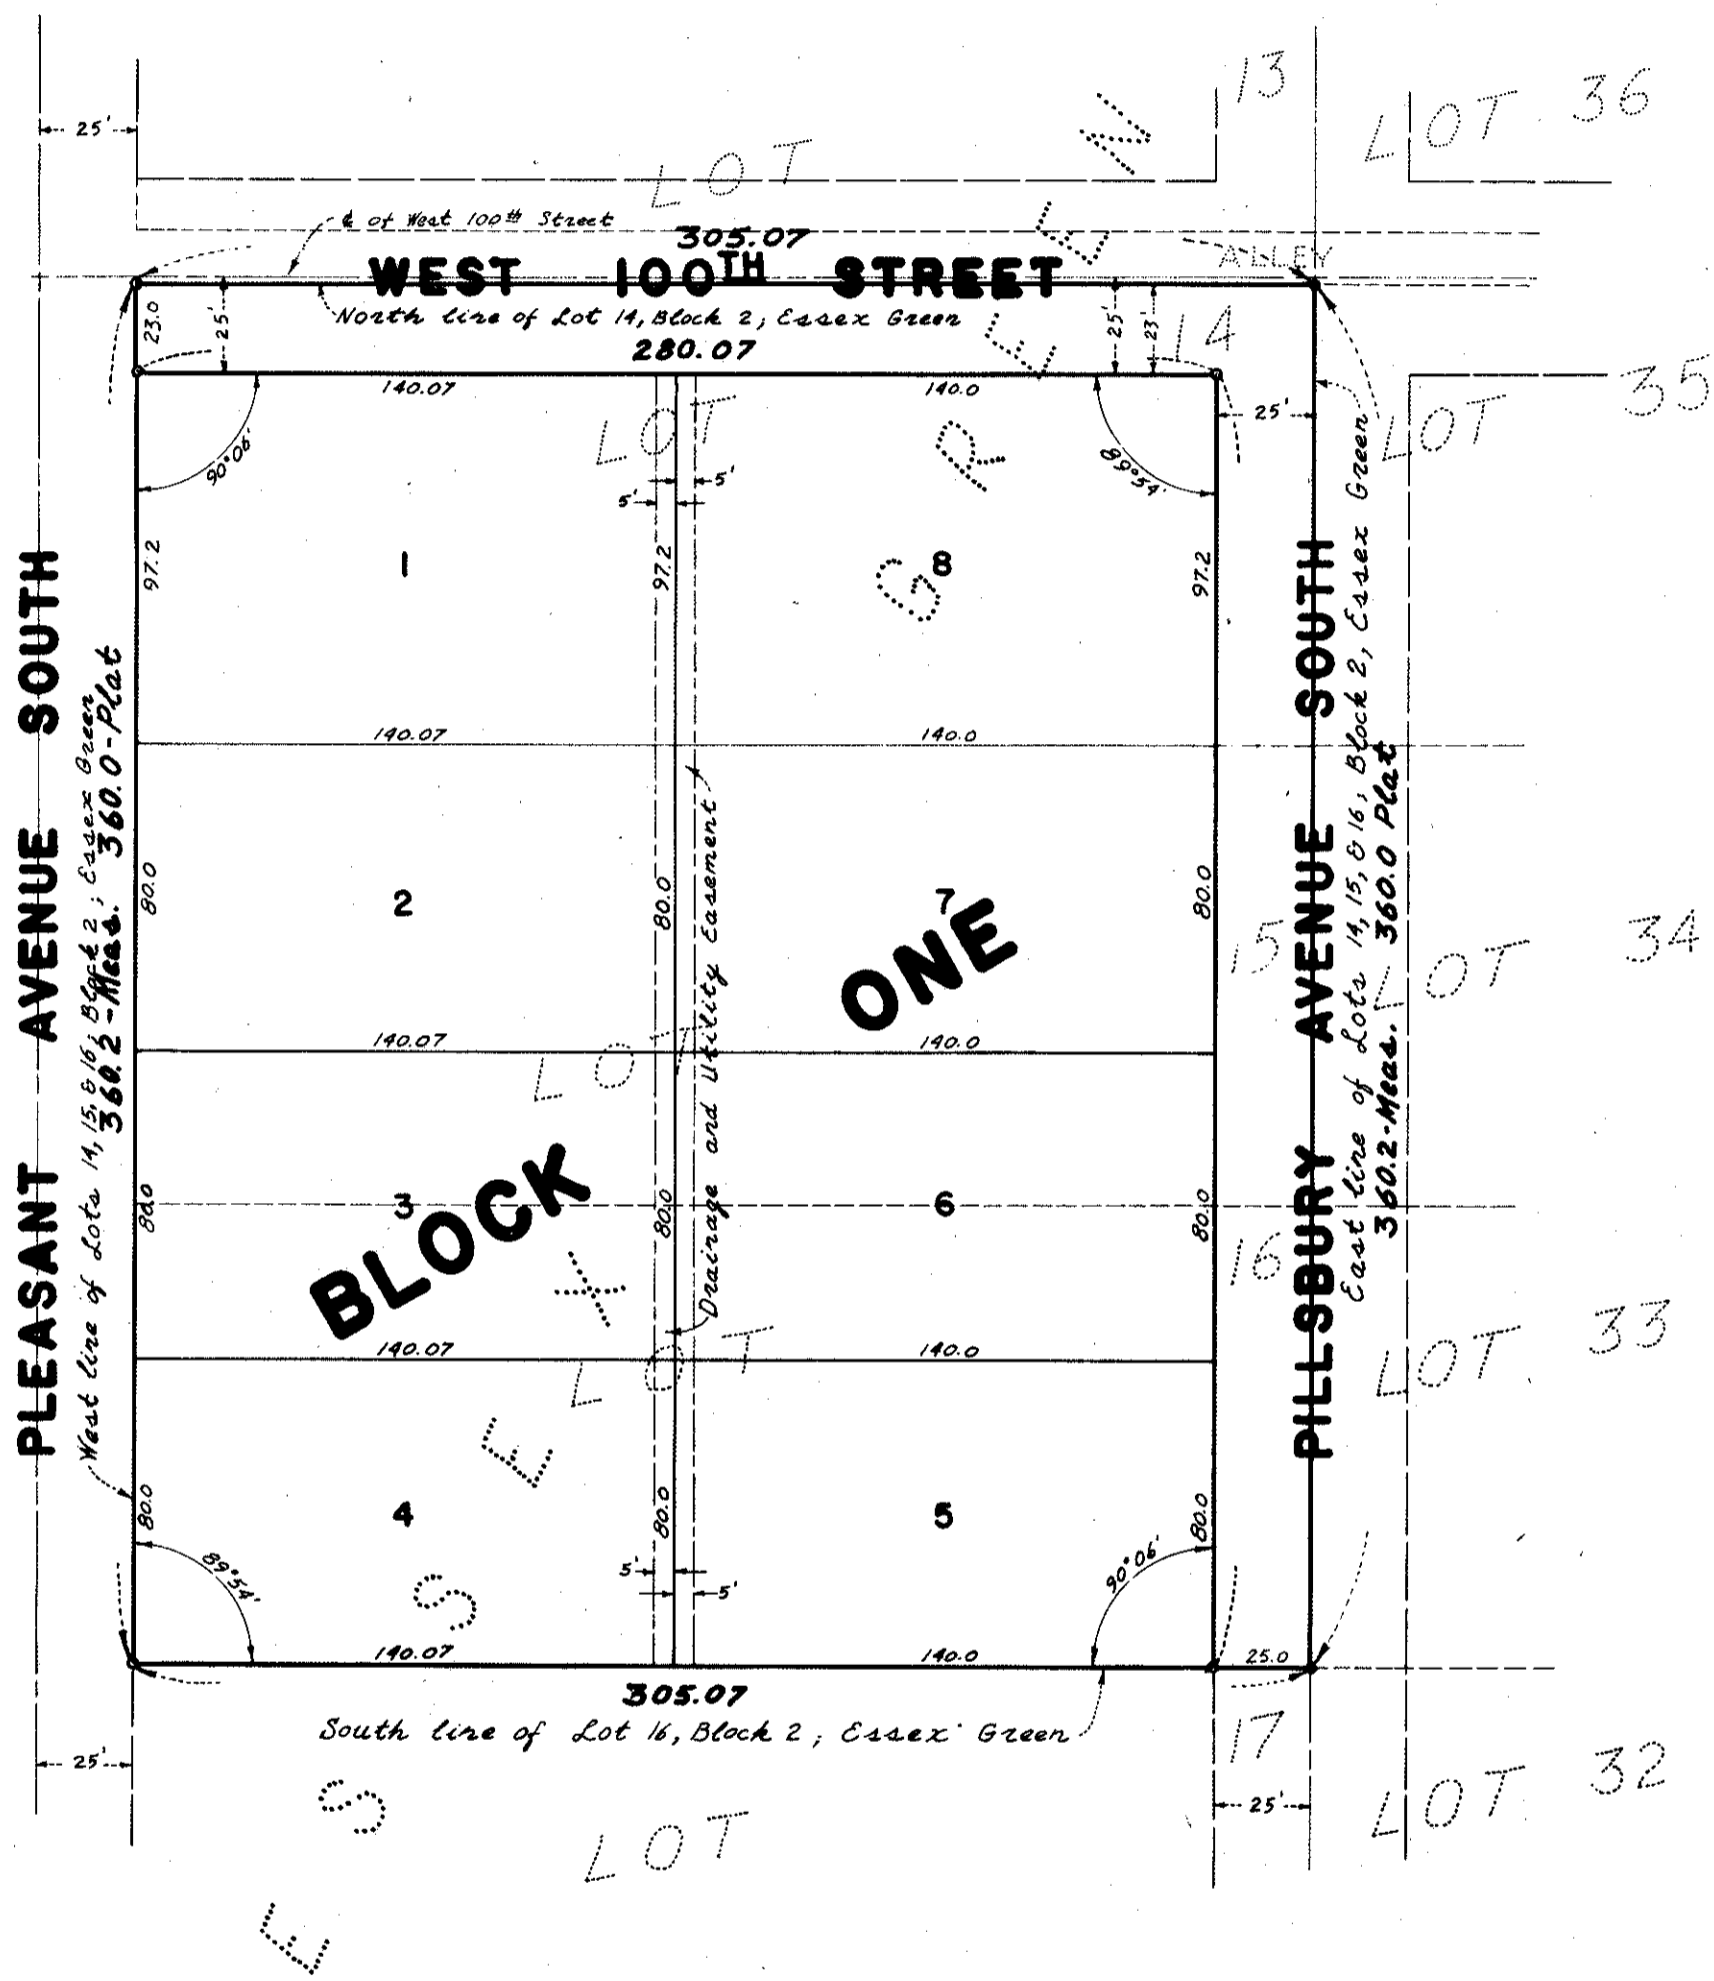 13
LOT 36
25'
LOT
℄ of West 100th Street
305.07
ALLEY
WEST 100TH STREET
North line of Lot 14, Block 2; Essex Green
23.0
25'
25'
23'
14
280.07
140.07
140.0
25'
LOT
LOT 35
90°06'
89°54'
5'
5'
97.2
1
97.2
8
97.2
140.07
140.0
PLEASANT AVENUE SOUTH
West line of Lots 14, 15, & 16, Block 2; Essex Green
360.2-Meas. 360.0-Plat
PILLSBURY AVENUE SOUTH
East line of Lots 14, 15, & 16, Block 2, Essex Green
360.2-Meas. 360.0 Plat
80.0
2
80.0
7
80.0
15
LOT 34
Drainage and Utility Easement
140.07
140.0
LOT
BLOCK ONE
80.0
3
80.0
6
80.0
16
140.07
140.0
LOT
LOT 33
80.0
4
80.0
5
80.0
89°54'
5'
5'
90°06'
140.07
140.0
25.0
305.07
South line of Lot 16, Block 2; Essex Green
17
25'
25'
LOT
LOT 32
ESSEX GREEN